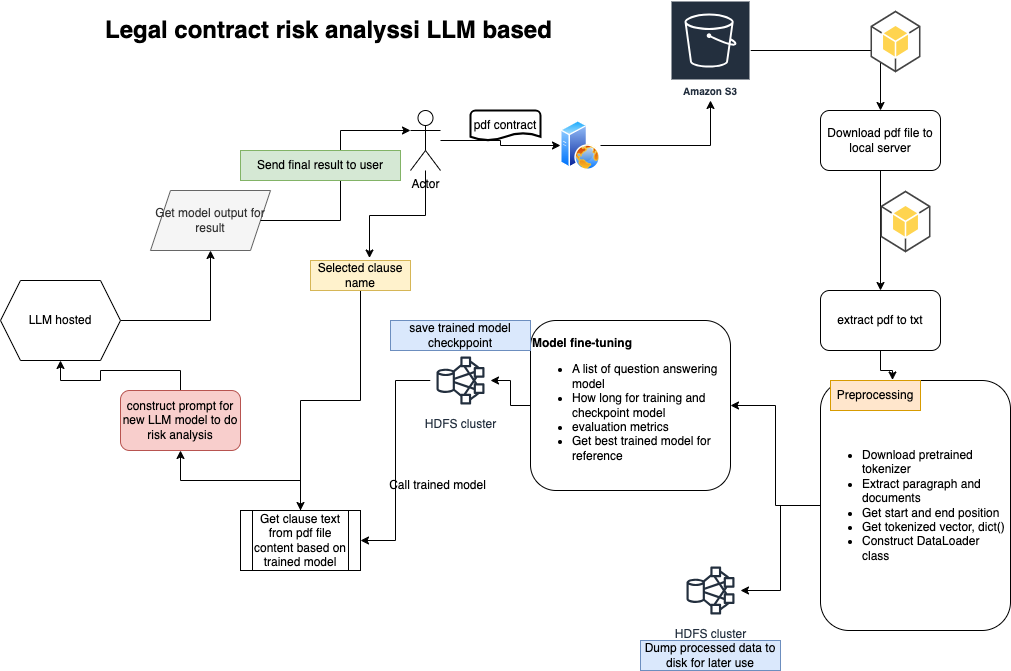 Legal contract risk analyssi LLM based
Amazon S3
pdf contract
Download pdf file to
local server
Send final result to user
Actor
Get model output for
result
Selected clause
name
LLM hosted
extract pdf to txt
save trained model
checkppoint
Model fine-tuning
A list of question answering
model
How long for training and
checkpoint model
evaluation metrics
Get best trained model for
reference
HDFS cluster
Preprocessing
Download pretrained
tokenizer
Extract paragraph and
documents
Get start and end position
Get tokenized vector, dict()
Construct DataLoader
class
construct prompt for
new LLM model to do
risk analysis
Call trained model
Get clause text
from pdf file
content based on
trained model
HDFS cluster
Dump processed data to
disk for later use